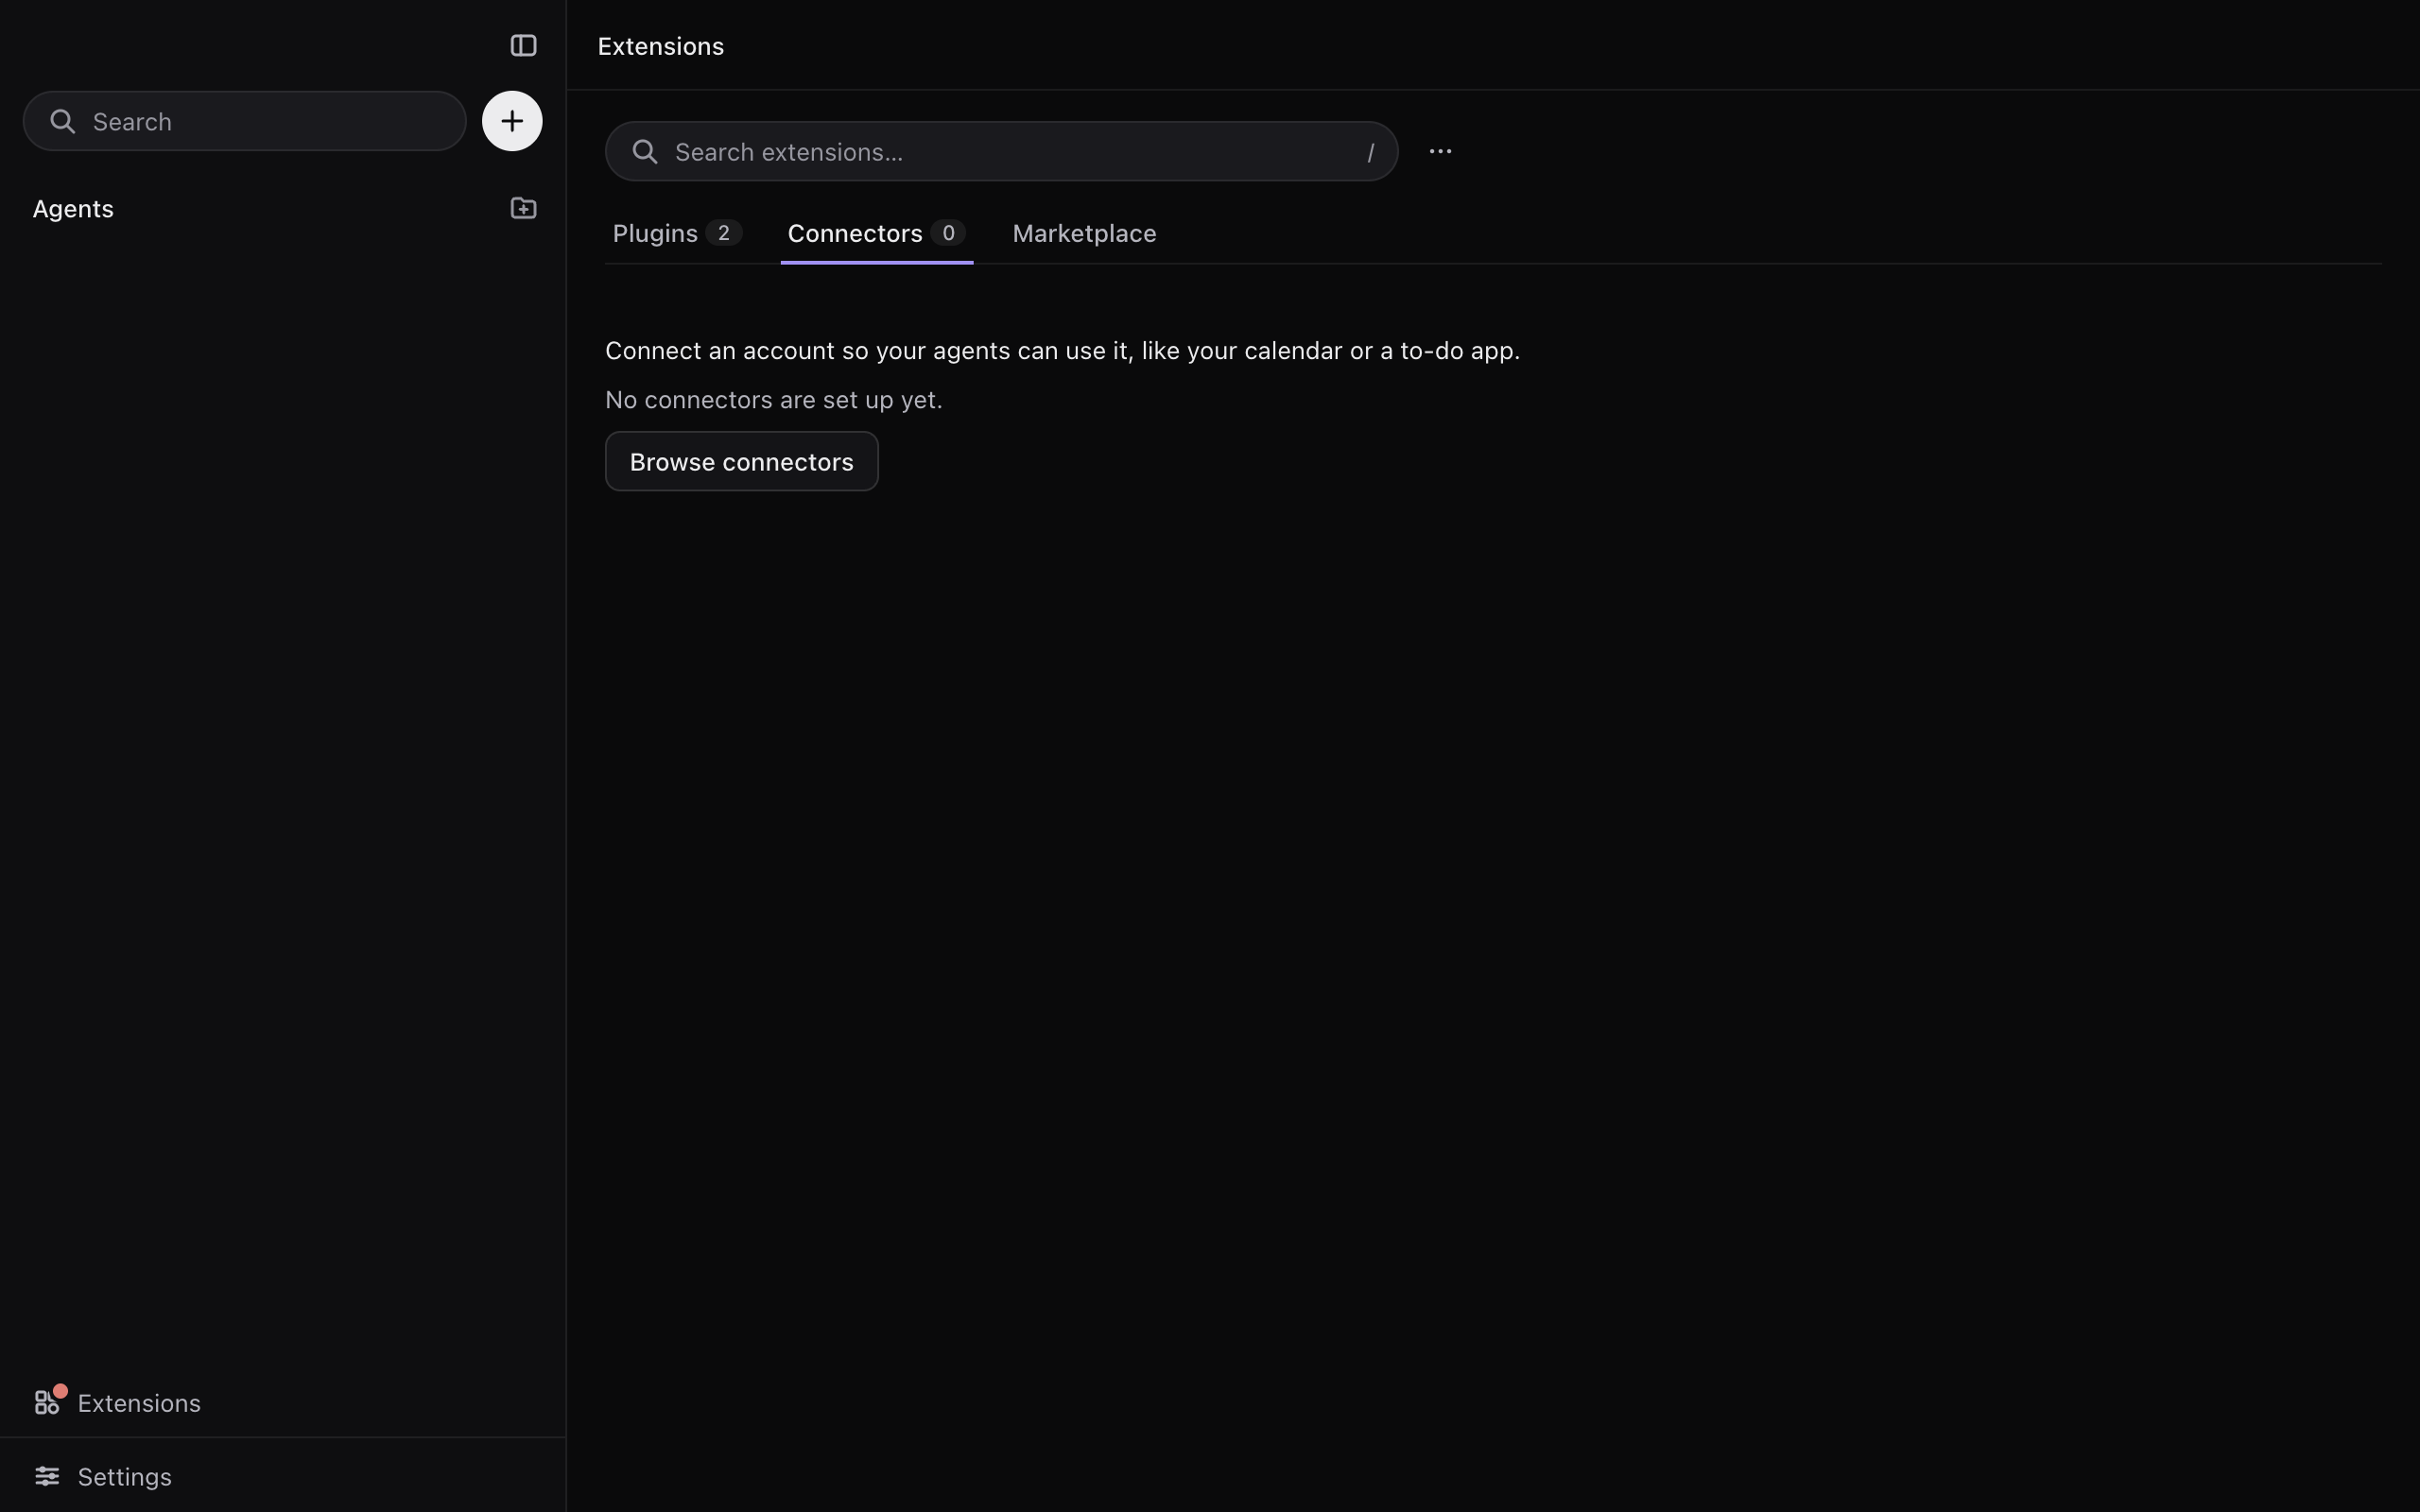 Search
Agents
Extensions
Settings
Extensions
Search extensions... /
Plugins 2 Connectors 0 Marketplace
Connect an account so your agents can use it, like your calendar or a to-do app.
No connectors are set up yet.
Browse connectors